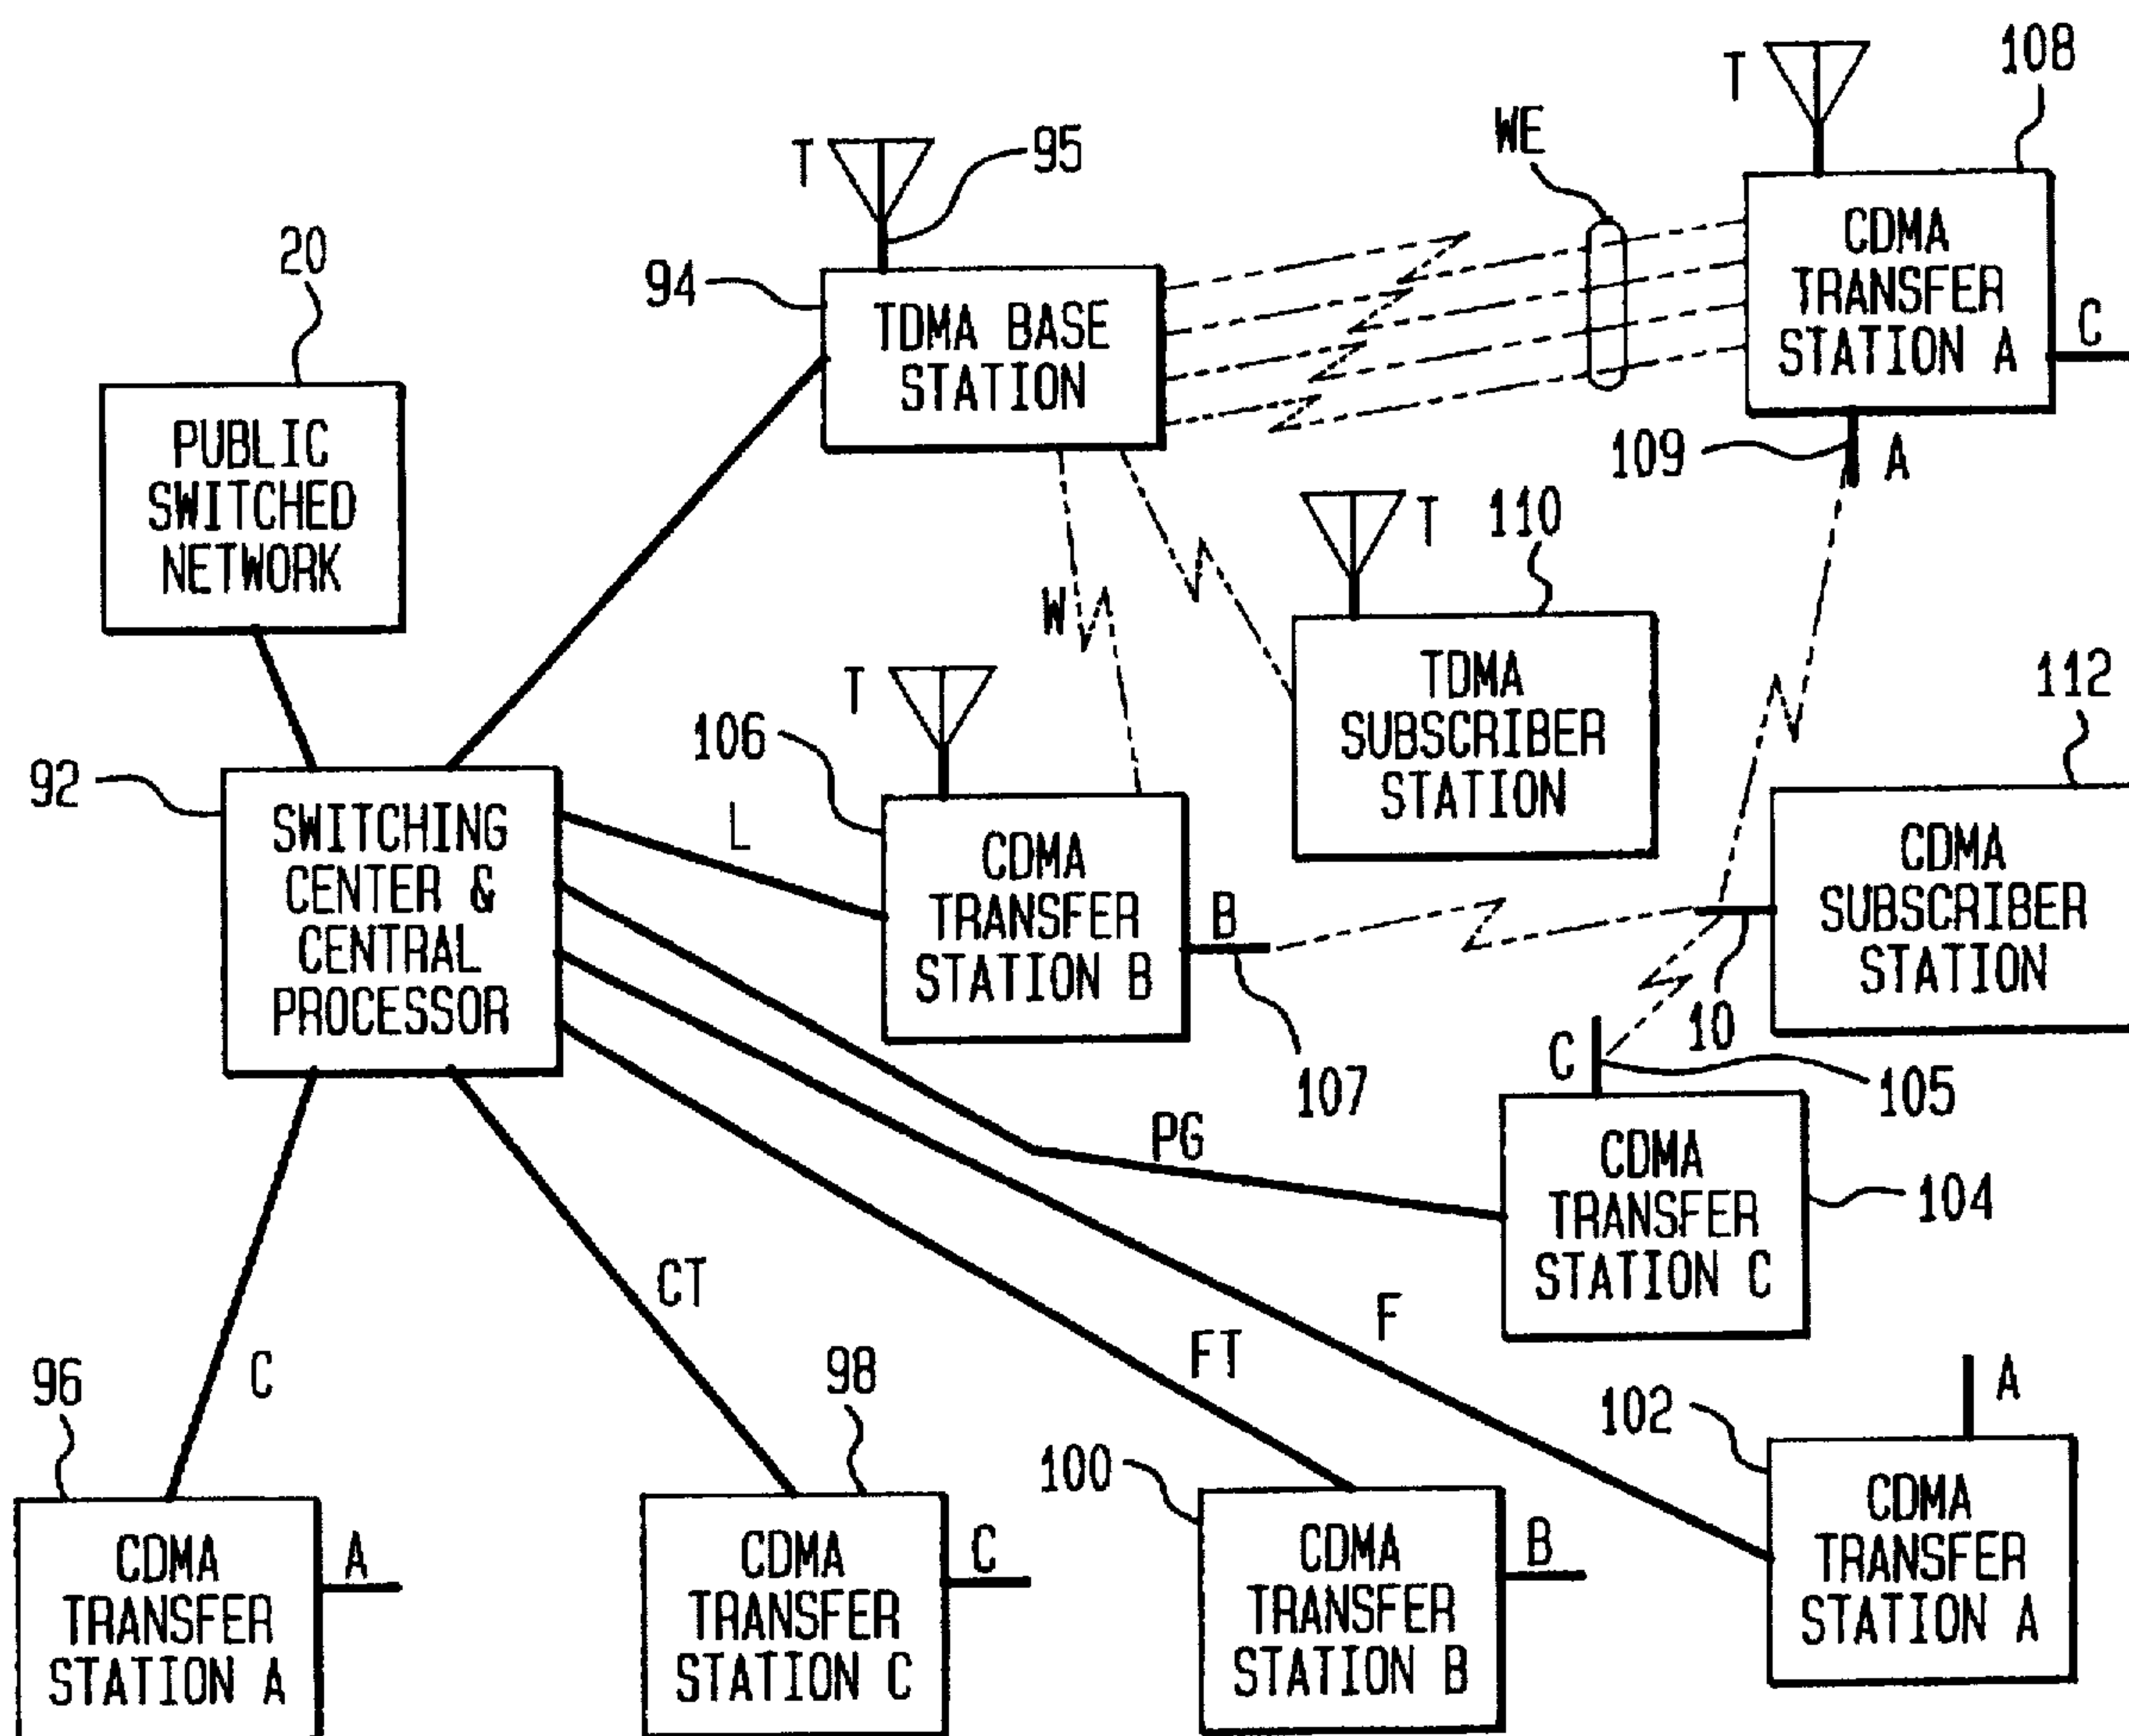 108
T
WE
T
95
CDMA
TRANSFER
STATION A
C
20
94
TDMA BASE
STATION
PUBLIC
SWITCHED
NETWORK
109
A
T
110
W
TDMA
SUBSCRIBER
STATION
112
T
106
92
SWITCHING
CENTER &
CENTRAL
PROCESSOR
L
CDMA
TRANSFER
STATION B
B
107
CDMA
SUBSCRIBER
STATION
10
C
105
PG
CDMA
TRANSFER
STATION C
104
CT
F
FT
C
96
98
100
102
A
CDMA
TRANSFER
STATION A
A
CDMA
TRANSFER
STATION C
C
CDMA
TRANSFER
STATION B
B
CDMA
TRANSFER
STATION A